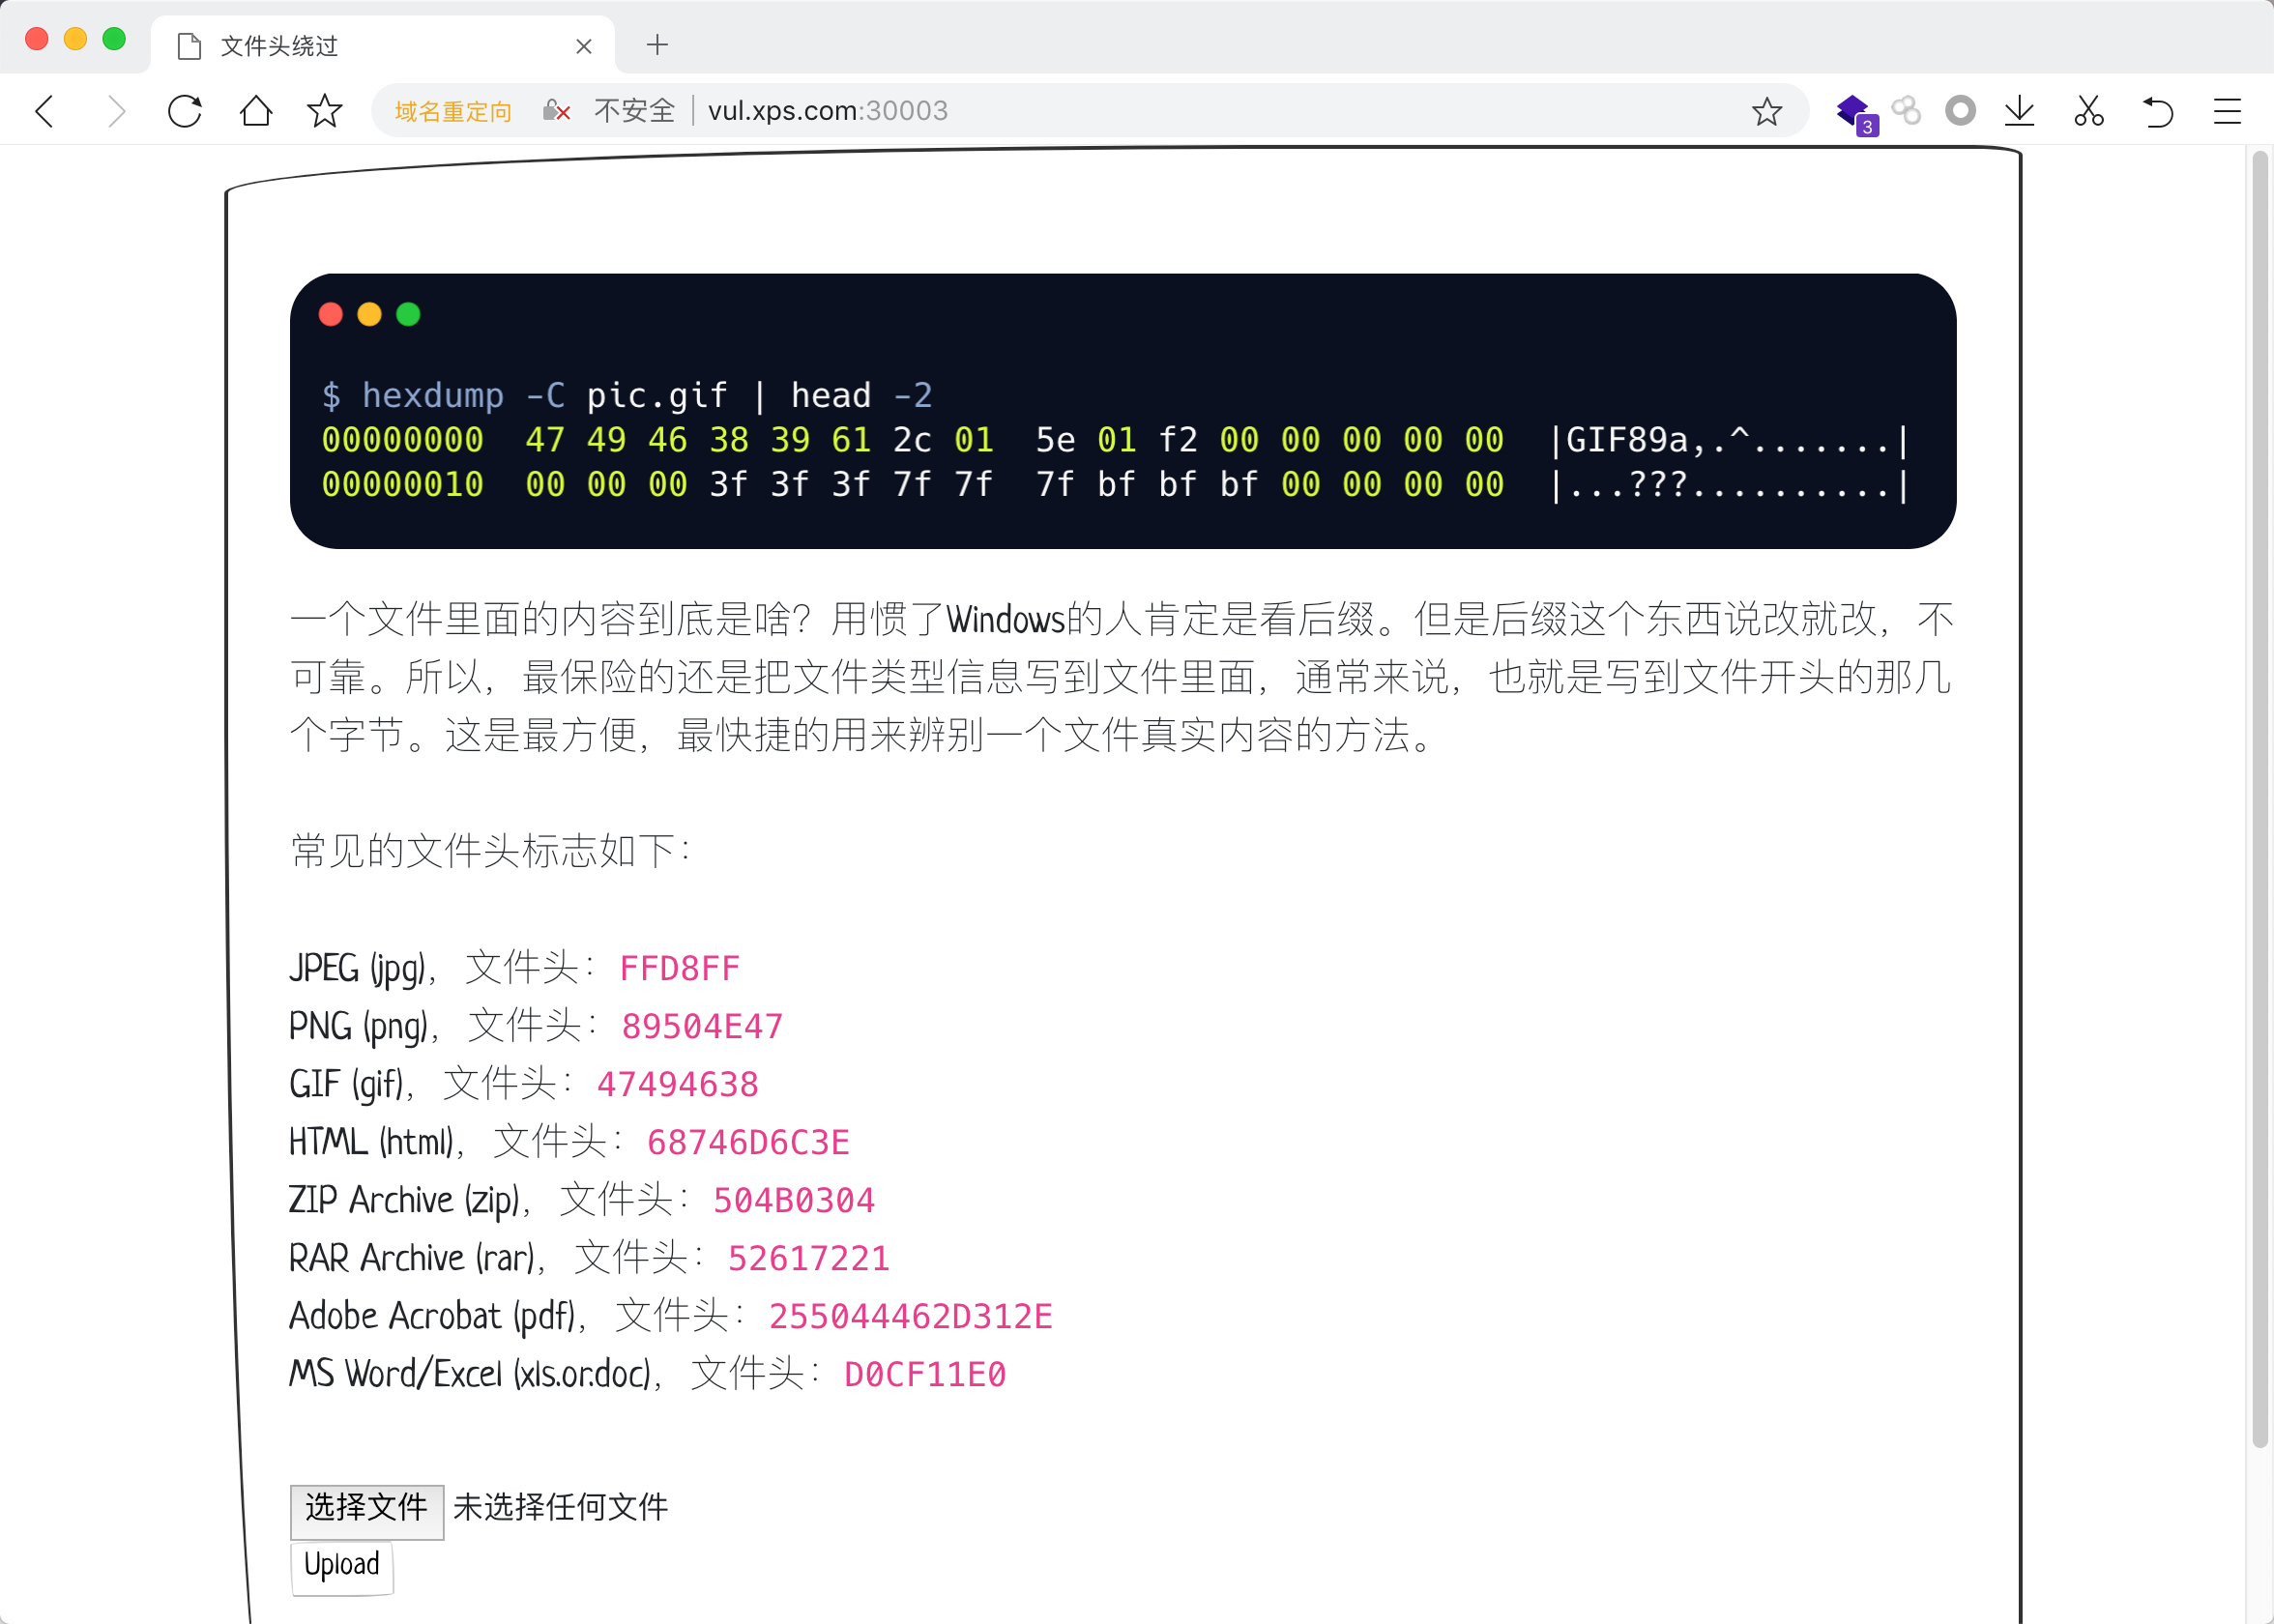 文件头绕过
域名重定向 不安全 vul.xps.com:30003
3
$ hexdump -C pic.gif | head -2
00000000  47 49 46 38 39 61 2c 01  5e 01 f2 00 00 00 00 00  |GIF89a,.^.......|
00000010  00 00 00 3f 3f 3f 7f 7f  7f bf bf bf 00 00 00 00  |...???..........|
一个文件里面的内容到底是啥？用惯了Windows的人肯定是看后缀。但是后缀这个东西说改就改，不
可靠。所以，最保险的还是把文件类型信息写到文件里面，通常来说，也就是写到文件开头的那几
个字节。这是最方便，最快捷的用来辨别一个文件真实内容的方法。
常见的文件头标志如下：
JPEG (jpg)，文件头：FFD8FF
PNG (png)，文件头：89504E47
GIF (gif)，文件头：47494638
HTML (html)，文件头：68746D6C3E
ZIP Archive (zip)，文件头：504B0304
RAR Archive (rar)，文件头：52617221
Adobe Acrobat (pdf)，文件头：255044462D312E
MS Word/Excel (xls.or.doc)，文件头：D0CF11E0
选择文件 未选择任何文件
Upload